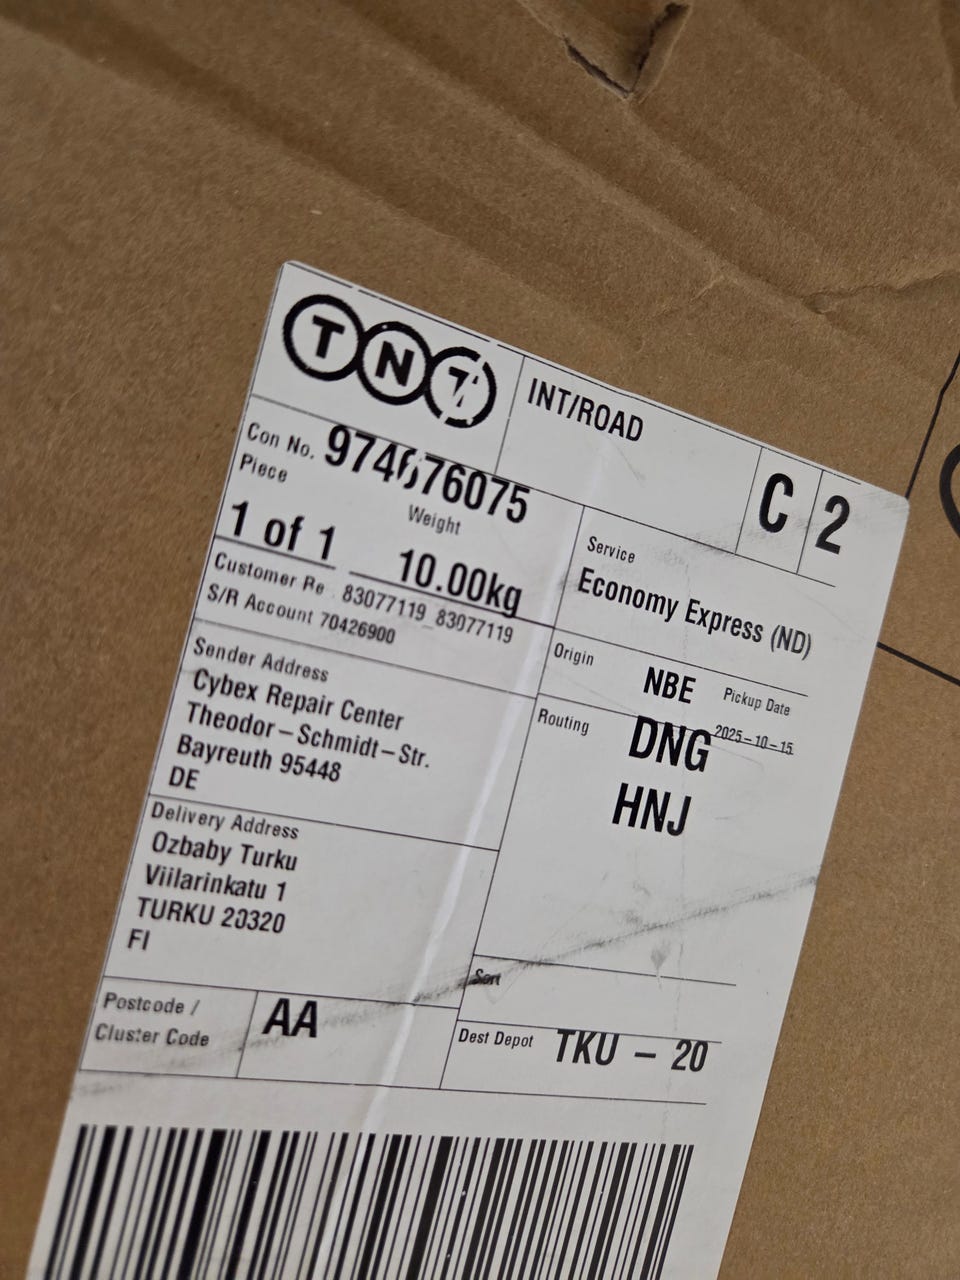 TNT
INT/ROAD
C 2
Con No. 974676075
Piece
1 of 1
Weight
10.00kg
Service
Economy Express (ND)
Customer Re 83077119_83077119
S/R Account 70426900
Origin
NBE
Pickup Date
2025-10-15
Routing
DNG
HNJ
Sender Address
Cybex Repair Center
Theodor-Schmidt-Str.
Bayreuth 95448
DE
Delivery Address
Ozbaby Turku
Viilarinkatu 1
TURKU 20320
FI
Sort
Postcode /
Cluster Code
AA
Dest Depot TKU - 20